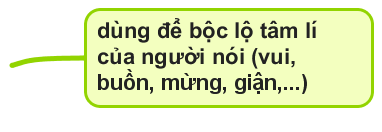 dùng để bộc lộ tâm lí
của người nói (vui,
buồn, mừng, giận,...)